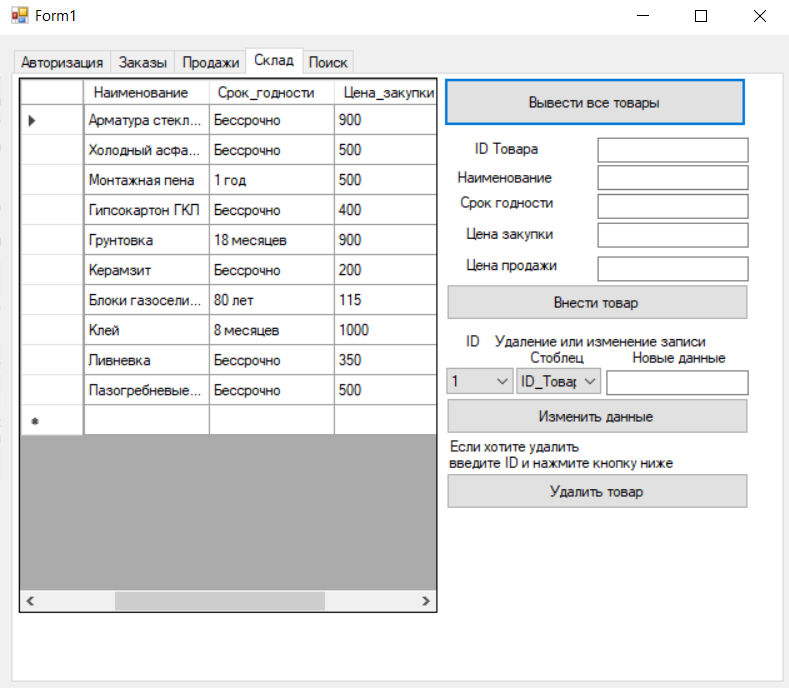 Form1
Авторизация Заказы Продажи Склад Поиск
Наименование Срок_годности Цена_закупки
Арматура стекл... Бессрочно 900
Холодный асфа... Бессрочно 500
Монтажная пена 1 год 500
Гипсокартон ГКЛ Бессрочно 400
Грунтовка 18 месяцев 900
Керамзит Бессрочно 200
Блоки газосели... 80 лет 115
Клей 8 месяцев 1000
Ливневка Бессрочно 350
Пазогребневые... Бессрочно 500
Вывести все товары
ID Товара
Наименование
Срок годности
Цена закупки
Цена продажи
Внести товар
ID Удаление или изменение записи
Стоблец Новые данные
1 ID_Товар
Изменить данные
Если хотите удалить
введите ID и нажмите кнопку ниже
Удалить товар